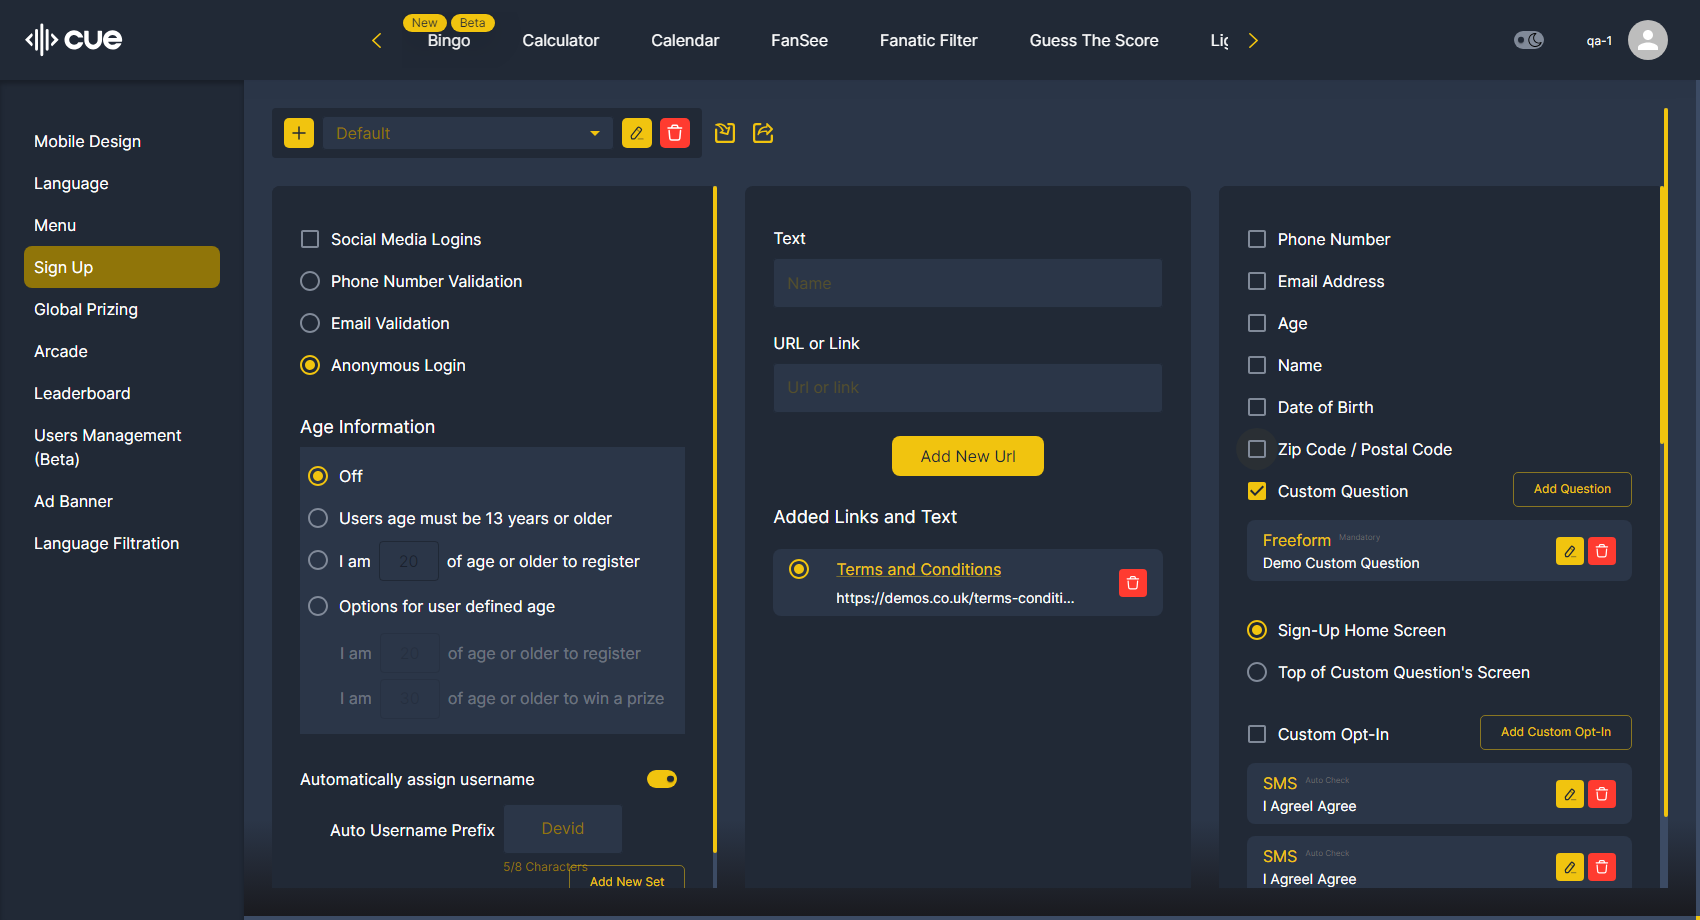 cue
New
Beta
Bingo
Calculator
Calendar
FanSee
Fanatic Filter
Guess The Score
Lig
qa-1
Mobile Design
Language
Menu
Sign Up
Global Prizing
Arcade
Leaderboard
Users Management
(Beta)
Ad Banner
Language Filtration
Default
Social Media Logins
Phone Number Validation
Email Validation
Anonymous Login
Age Information
Off
Users age must be 13 years or older
I am 20 of age or older to register
Options for user defined age
I am 20 of age or older to register
I am 30 of age or older to win a prize
Automatically assign username
Auto Username Prefix
Devid
5/8 Characters
Add New Set
Text
Name
URL or Link
Url or link
Add New Url
Added Links and Text
Terms and Conditions
https://demos.co.uk/terms-conditi...
Phone Number
Email Address
Age
Name
Date of Birth
Zip Code / Postal Code
Custom Question
Add Question
Freeform Mandatory
Demo Custom Question
Sign-Up Home Screen
Top of Custom Question's Screen
Custom Opt-In
Add Custom Opt-In
SMS Auto Check
I AgreeI Agree
SMS Auto Check
I AgreeI Agree